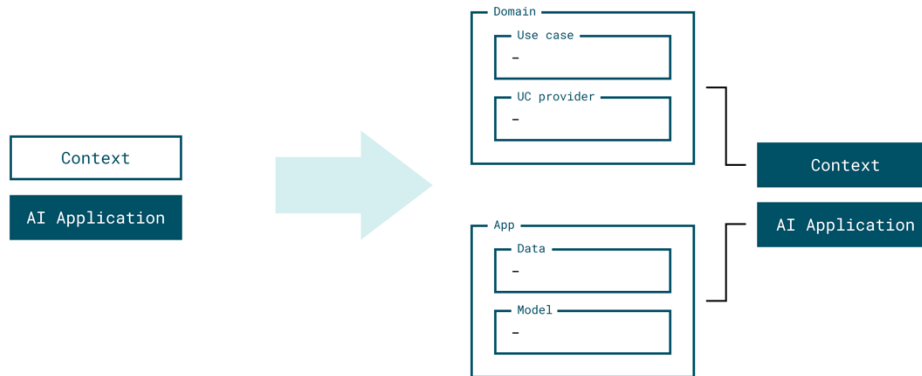 Context
AI Application
Domain
Use case
–
UC provider
–
App
Data
–
Model
–
Context
AI Application